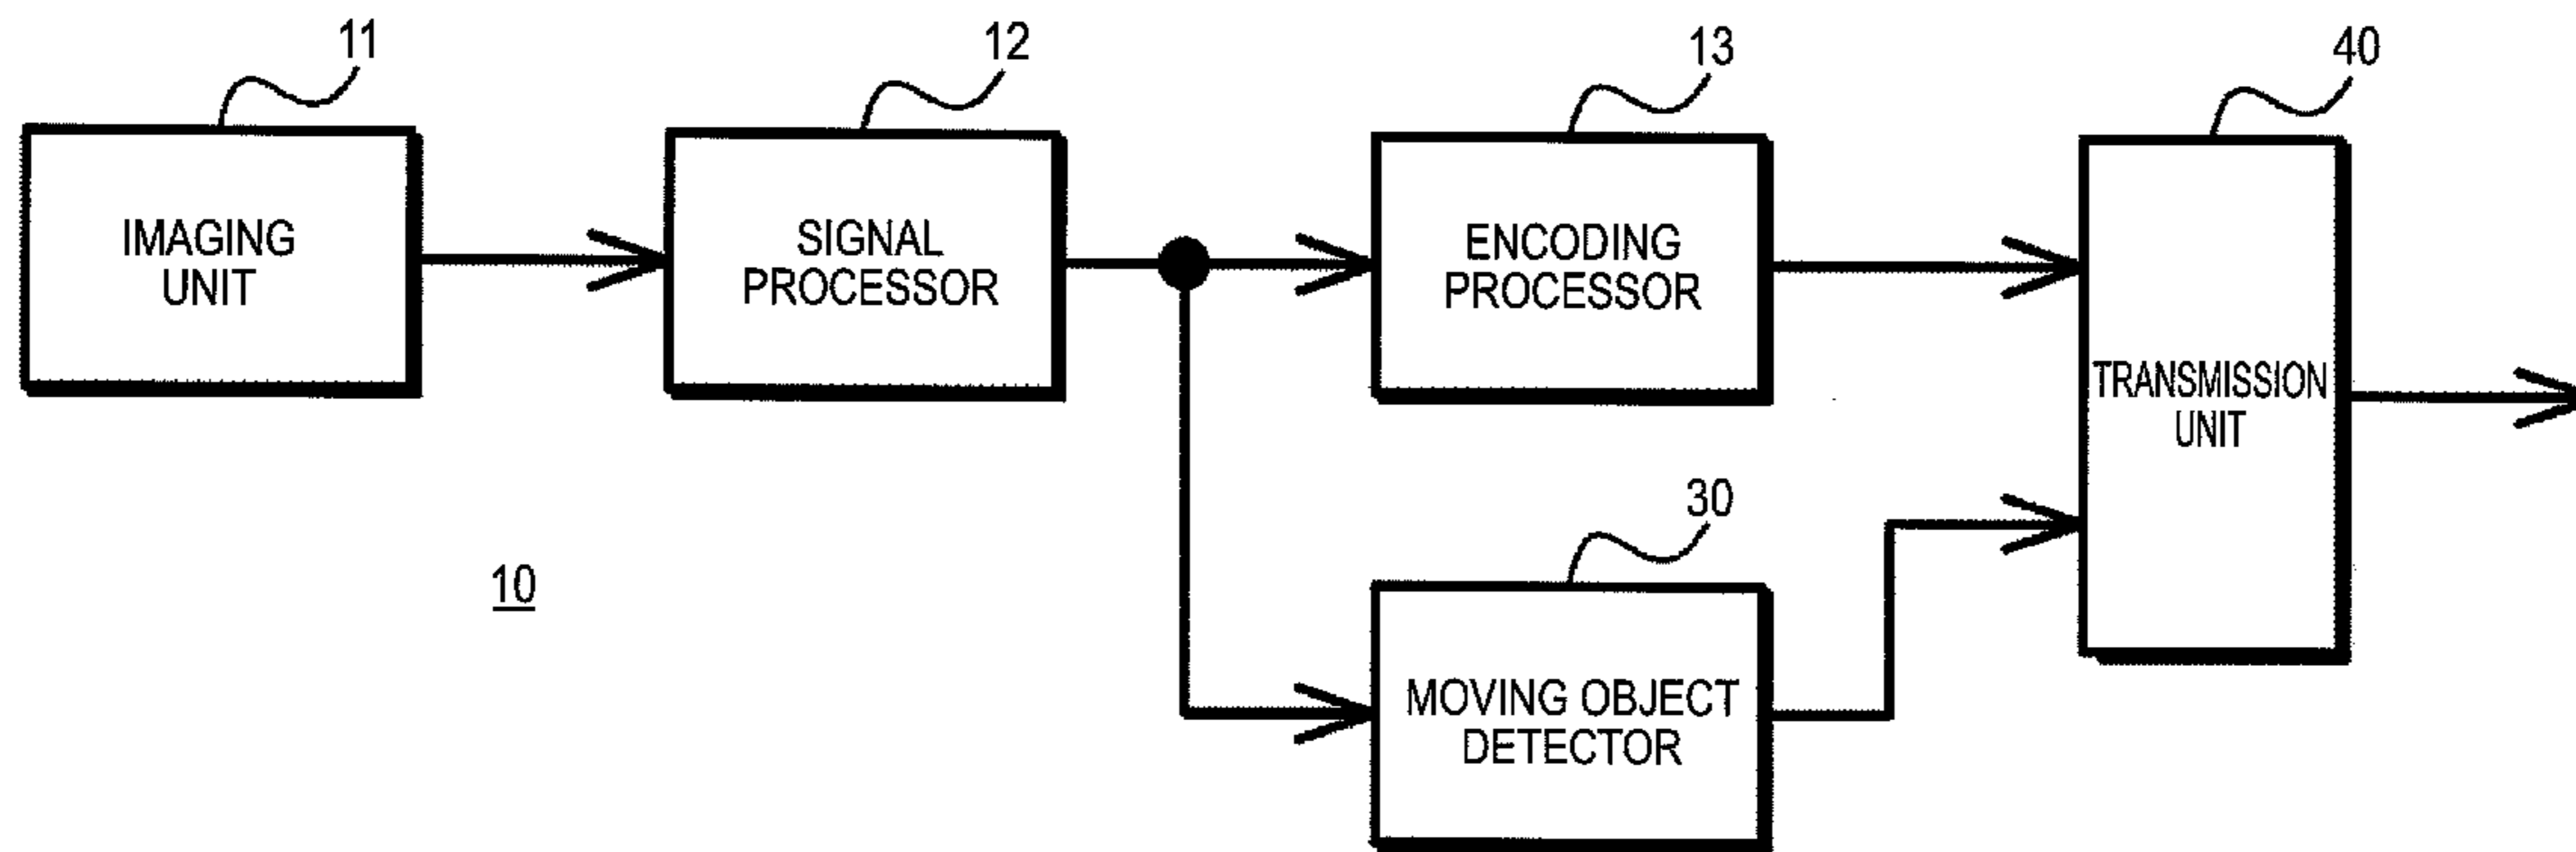 11
12
13
40
IMAGING
UNIT
SIGNAL
PROCESSOR
ENCODING
PROCESSOR
TRANSMISSION
UNIT
30
10
MOVING OBJECT
DETECTOR